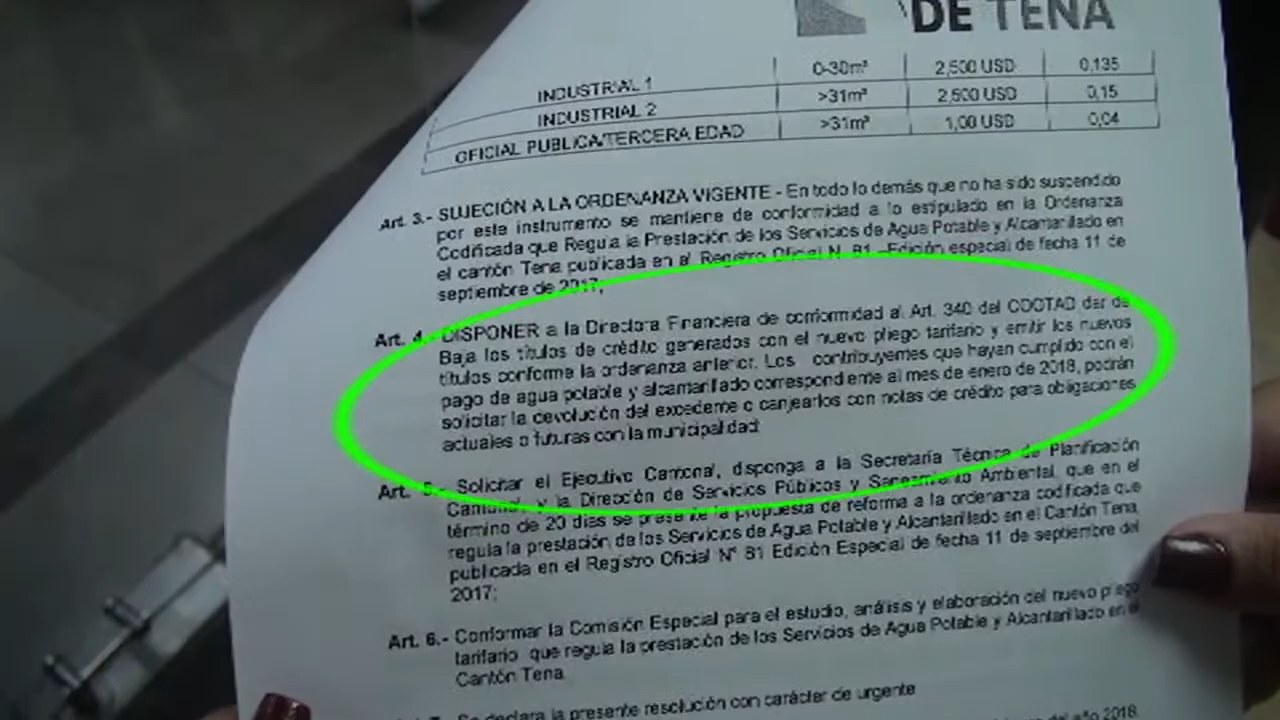 DE TENA
INDUSTRIAL 1 0-30m³ 2,500 USD 0,135
INDUSTRIAL 2 >31m³ 2,500 USD 0,15
OFICIAL PUBLICA/TERCERA EDAD >31m³ 1,00 USD 0,04
Art. 3.- SUJECIÓN A LA ORDENANZA VIGENTE - En todo lo demás que no ha sido suspendido
por este instrumento se mantiene de conformidad a lo estipulado en la Ordenanza
Codificada que Regula la Prestación de los Servicios de Agua Potable y Alcantarillado en
el cantón Tena publicada en el Registro Oficial N. 81 -Edición especial de fecha 11 de
septiembre de 2017;
Art. 4.- DISPONER a la Directora Financiera de conformidad al Art. 340 del COOTAD dar de
Baja los títulos de crédito generados con el nuevo pliego tarifario y emitir los nuevos
títulos conforme la ordenanza anterior. Los contribuyentes que hayan cumplido con el
pago de agua potable y alcantarillado correspondiente al mes de enero de 2018, podrán
solicitar la devolución del excedente o canjearlos con notas de crédito para obligaciones
actuales o futuras con la municipalidad;
Art. 5.- Solicitar el Ejecutivo Cantonal, disponga a la Secretaría Técnica de Planificación
Cantonal, y la Dirección de Servicios Públicos y Saneamiento Ambiental, que en el
término de 20 días se presente la propuesta de reforma a la ordenanza codificada que
regula la prestación de los Servicios de Agua Potable y Alcantarillado en el Cantón Tena,
publicada en el Registro Oficial N° 81 Edición Especial de fecha 11 de septiembre del
2017;
Art. 6.- Conformar la Comisión Especial para el estudio, análisis y elaboración del nuevo pliego
tarifario que regula la prestación de los Servicios de Agua Potable y Alcantarillado en el
Cantón Tena.
Se declara la presente resolución con carácter de urgente
del año 2018.